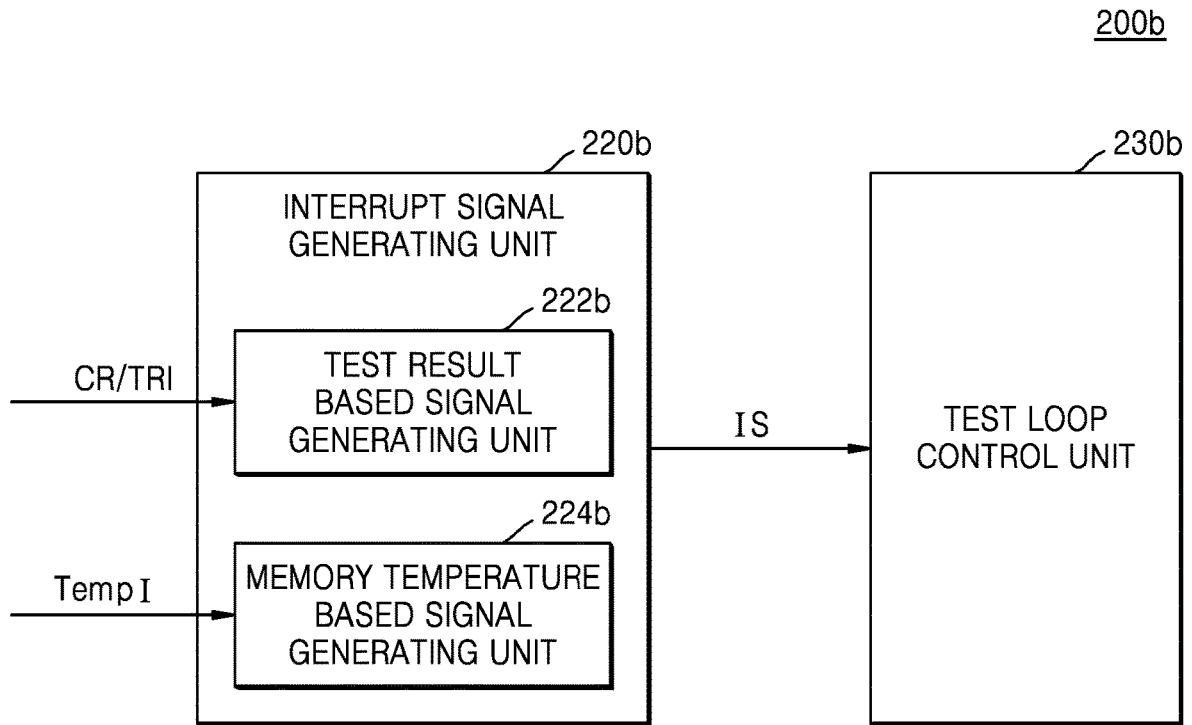 200b
220b
230b
INTERRUPT SIGNAL
GENERATING UNIT
222b
CR/TRI
TEST RESULT
BASED SIGNAL
GENERATING UNIT
IS
TEST LOOP
CONTROL UNIT
224b
TempI
MEMORY TEMPERATURE
BASED SIGNAL
GENERATING UNIT